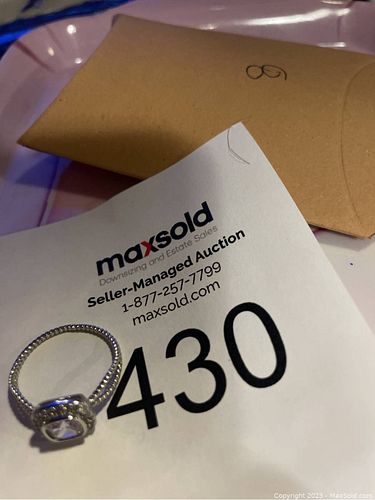 8
maxsold
Downsizing and Estate Sales
Seller-Managed Auction
1-877-257-7799
maxsold.com
430
Copyright 2023 - MaxSold.com